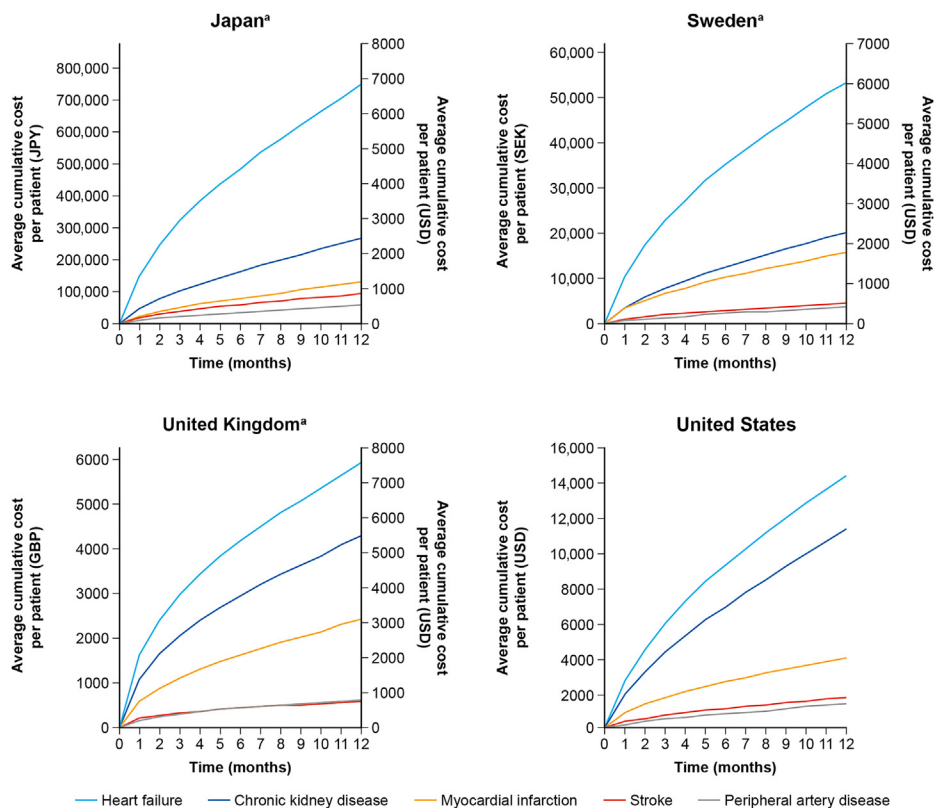 Japanᵃ
Average cumulative cost
per patient (JPY)
800,000
700,000
600,000
500,000
400,000
300,000
200,000
100,000
0
8000
7000
6000
5000
4000
3000
2000
1000
0
Average cumulative cost
per patient (USD)
0 1 2 3 4 5 6 7 8 9 10 11 12
Time (months)
Swedenᵃ
Average cumulative cost
per patient (SEK)
60,000
50,000
40,000
30,000
20,000
10,000
0
7000
6000
5000
4000
3000
2000
1000
0
Average cumulative cost
per patient (USD)
0 1 2 3 4 5 6 7 8 9 10 11 12
Time (months)
United Kingdomᵃ
Average cumulative cost
per patient (GBP)
6000
5000
4000
3000
2000
1000
0
8000
7000
6000
5000
4000
3000
2000
1000
0
Average cumulative cost
per patient (USD)
0 1 2 3 4 5 6 7 8 9 10 11 12
Time (months)
United States
Average cumulative cost
per patient (USD)
16,000
14,000
12,000
10,000
8000
6000
4000
2000
0
0 1 2 3 4 5 6 7 8 9 10 11 12
Time (months)
Heart failure Chronic kidney disease Myocardial infarction Stroke Peripheral artery disease